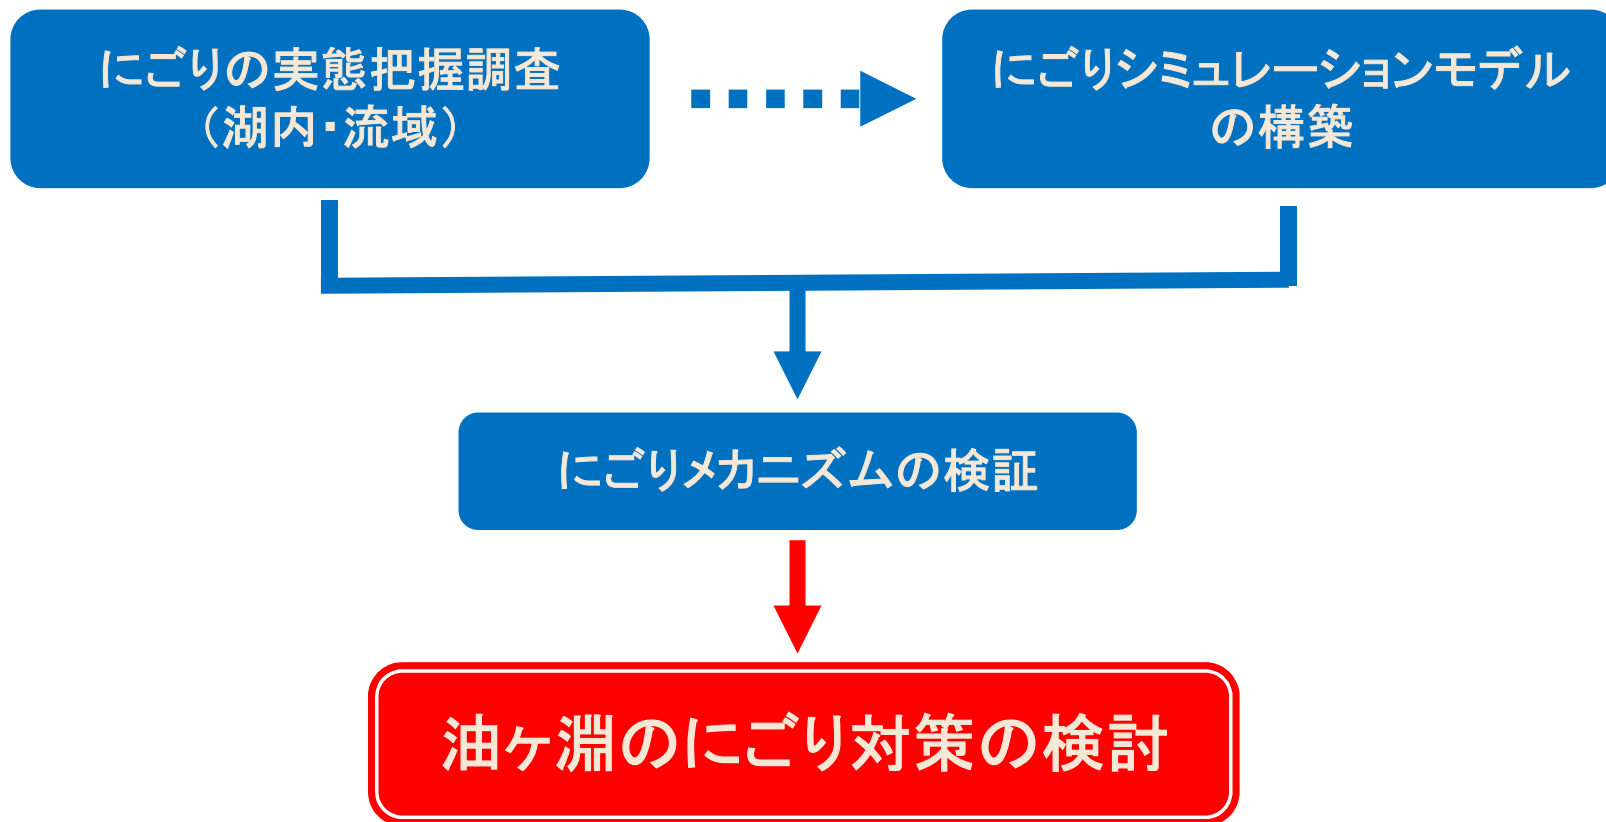 にごりの実態把握調査
（湖内・流域）
にごりシミュレーションモデル
の構築
にごりメカニズムの検証
油ヶ淵のにごり対策の検討